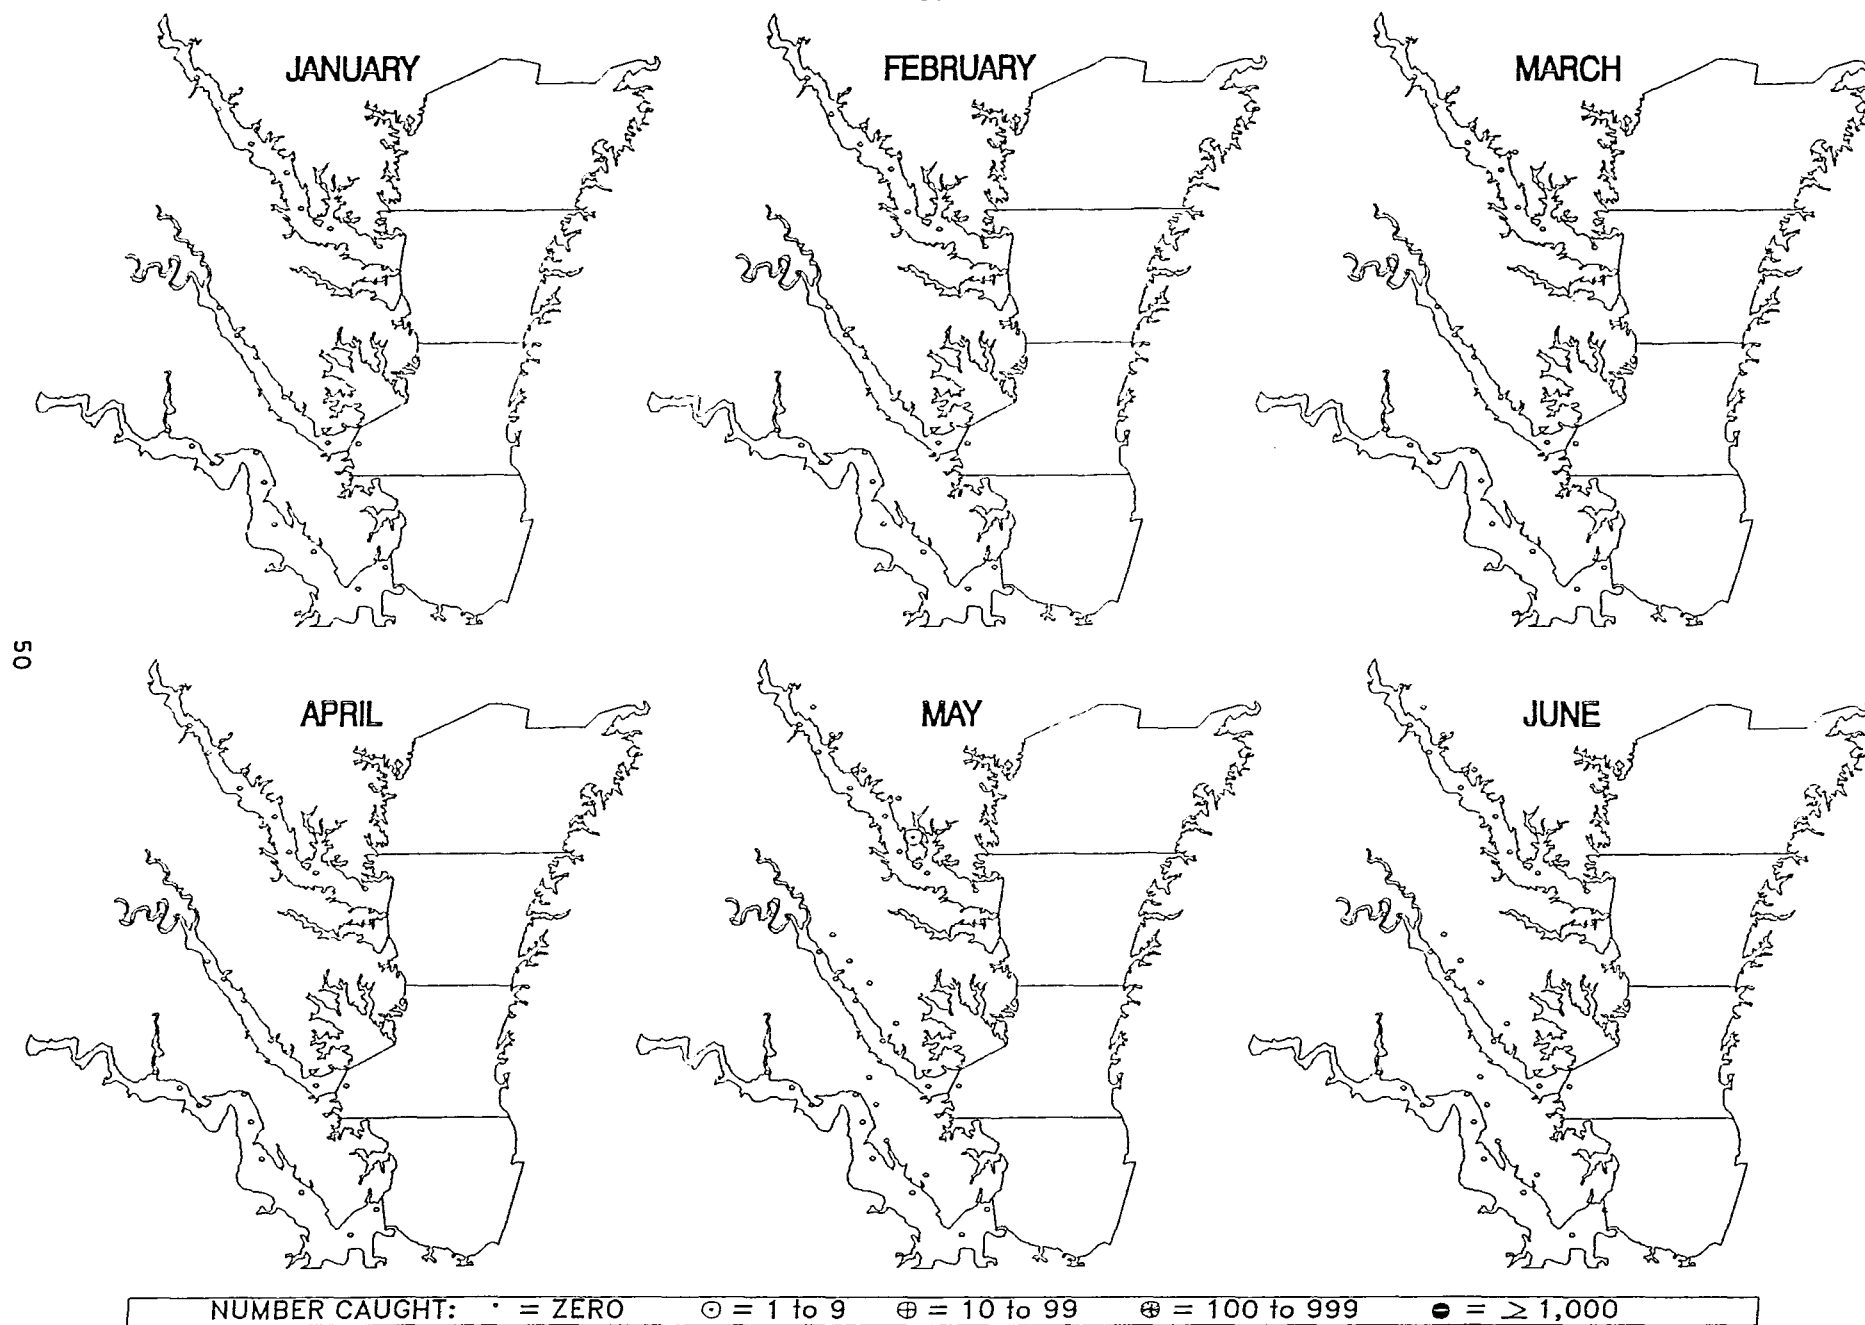 JANUARY
FEBRUARY
MARCH
50
APRIL
MAY
JUNE
NUMBER CAUGHT: · = ZERO ⊙ = 1 to 9 ⊕ = 10 to 99 ⊛ = 100 to 999 ● = ≥ 1,000